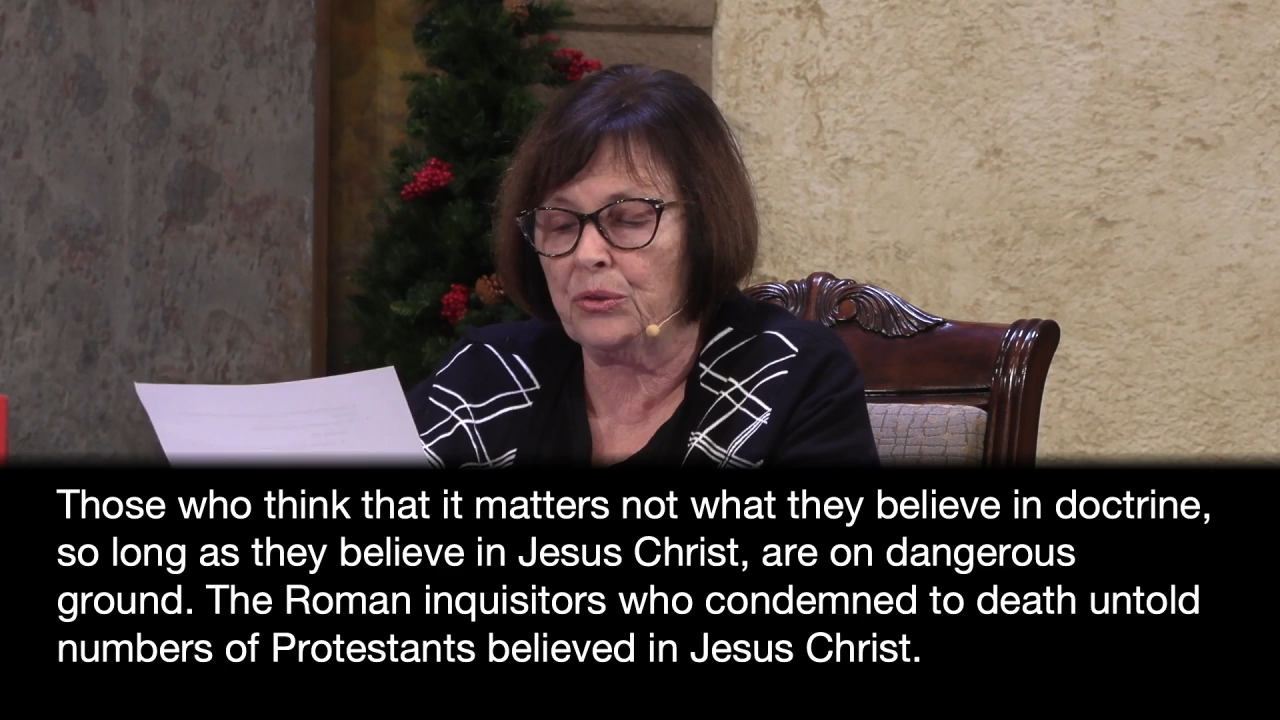 Those who think that it matters not what they believe in doctrine,
so long as they believe in Jesus Christ, are on dangerous
ground. The Roman inquisitors who condemned to death untold
numbers of Protestants believed in Jesus Christ.